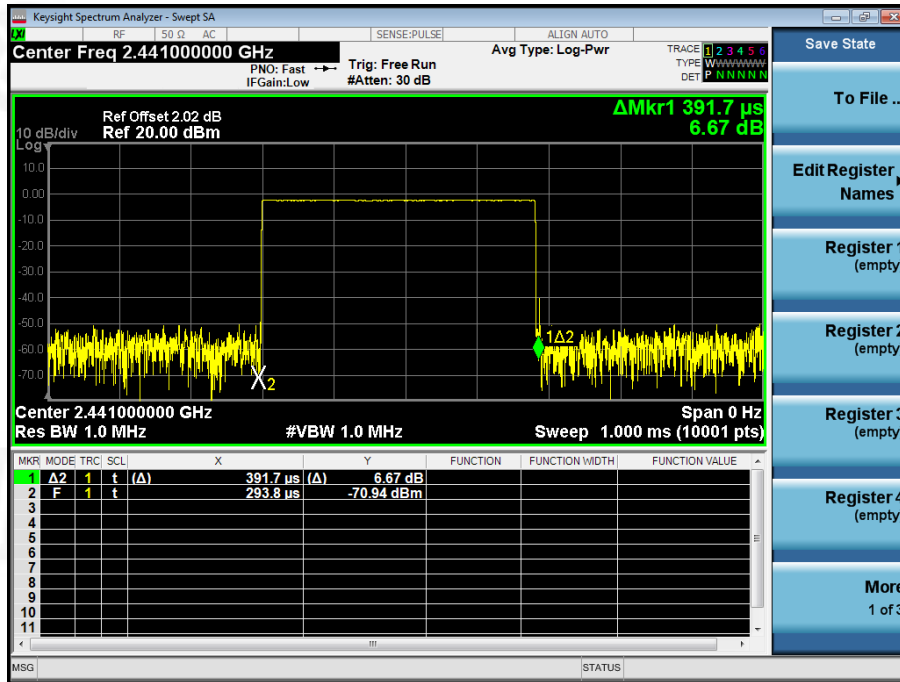 Keysight Spectrum Analyzer - Swept SA
LXI RF 50 Ω AC SENSE:PULSE ALIGN AUTO
Center Freq 2.441000000 GHz
PNO: Fast
IFGain:Low
Trig: Free Run
#Atten: 30 dB
Avg Type: Log-Pwr
TRACE 1 2 3 4 5 6
TYPE WWWWWW
DET P N N N N N
ΔMkr1 391.7 µs
6.67 dB
Ref Offset 2.02 dB
10 dB/div Ref 20.00 dBm
Log
10.0
0.00
-10.0
-20.0
-30.0
-40.0
-50.0
-60.0
-70.0
1Δ2
2
Center 2.441000000 GHz Span 0 Hz
Res BW 1.0 MHz #VBW 1.0 MHz Sweep 1.000 ms (10001 pts)
MKR MODE TRC SCL X Y FUNCTION FUNCTION WIDTH FUNCTION VALUE
1 Δ2 1 t (Δ) 391.7 µs (Δ) 6.67 dB
2 F 1 t 293.8 µs -70.94 dBm
3
4
5
6
7
8
9
10
11
MSG STATUS
Save State
To File ..
Edit Register
Names
Register 1
(empty
Register 2
(empty
Register 3
(empty
Register 4
(empty
More
1 of 3